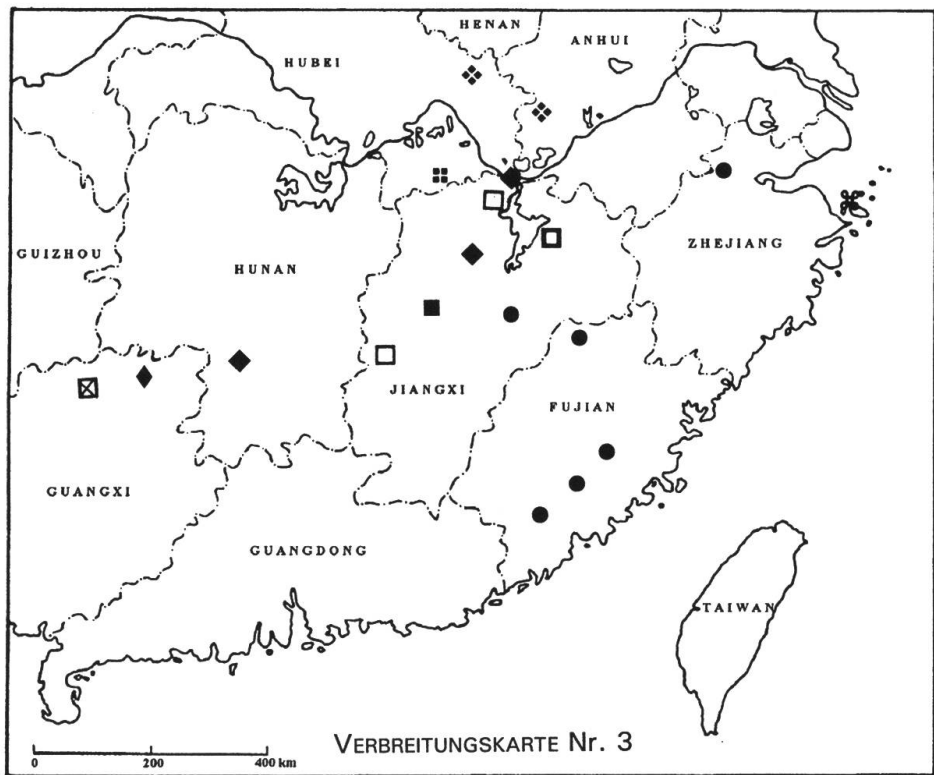 HENAN
ANHUI
HUBEI
GUIZHOU
HUNAN
ZHEJIANG
JIANGXI
FUJIAN
GUANGXI
GUANGDONG
TAIWAN
VERBREITUNGSKARTE Nr. 3
0 200 400 km